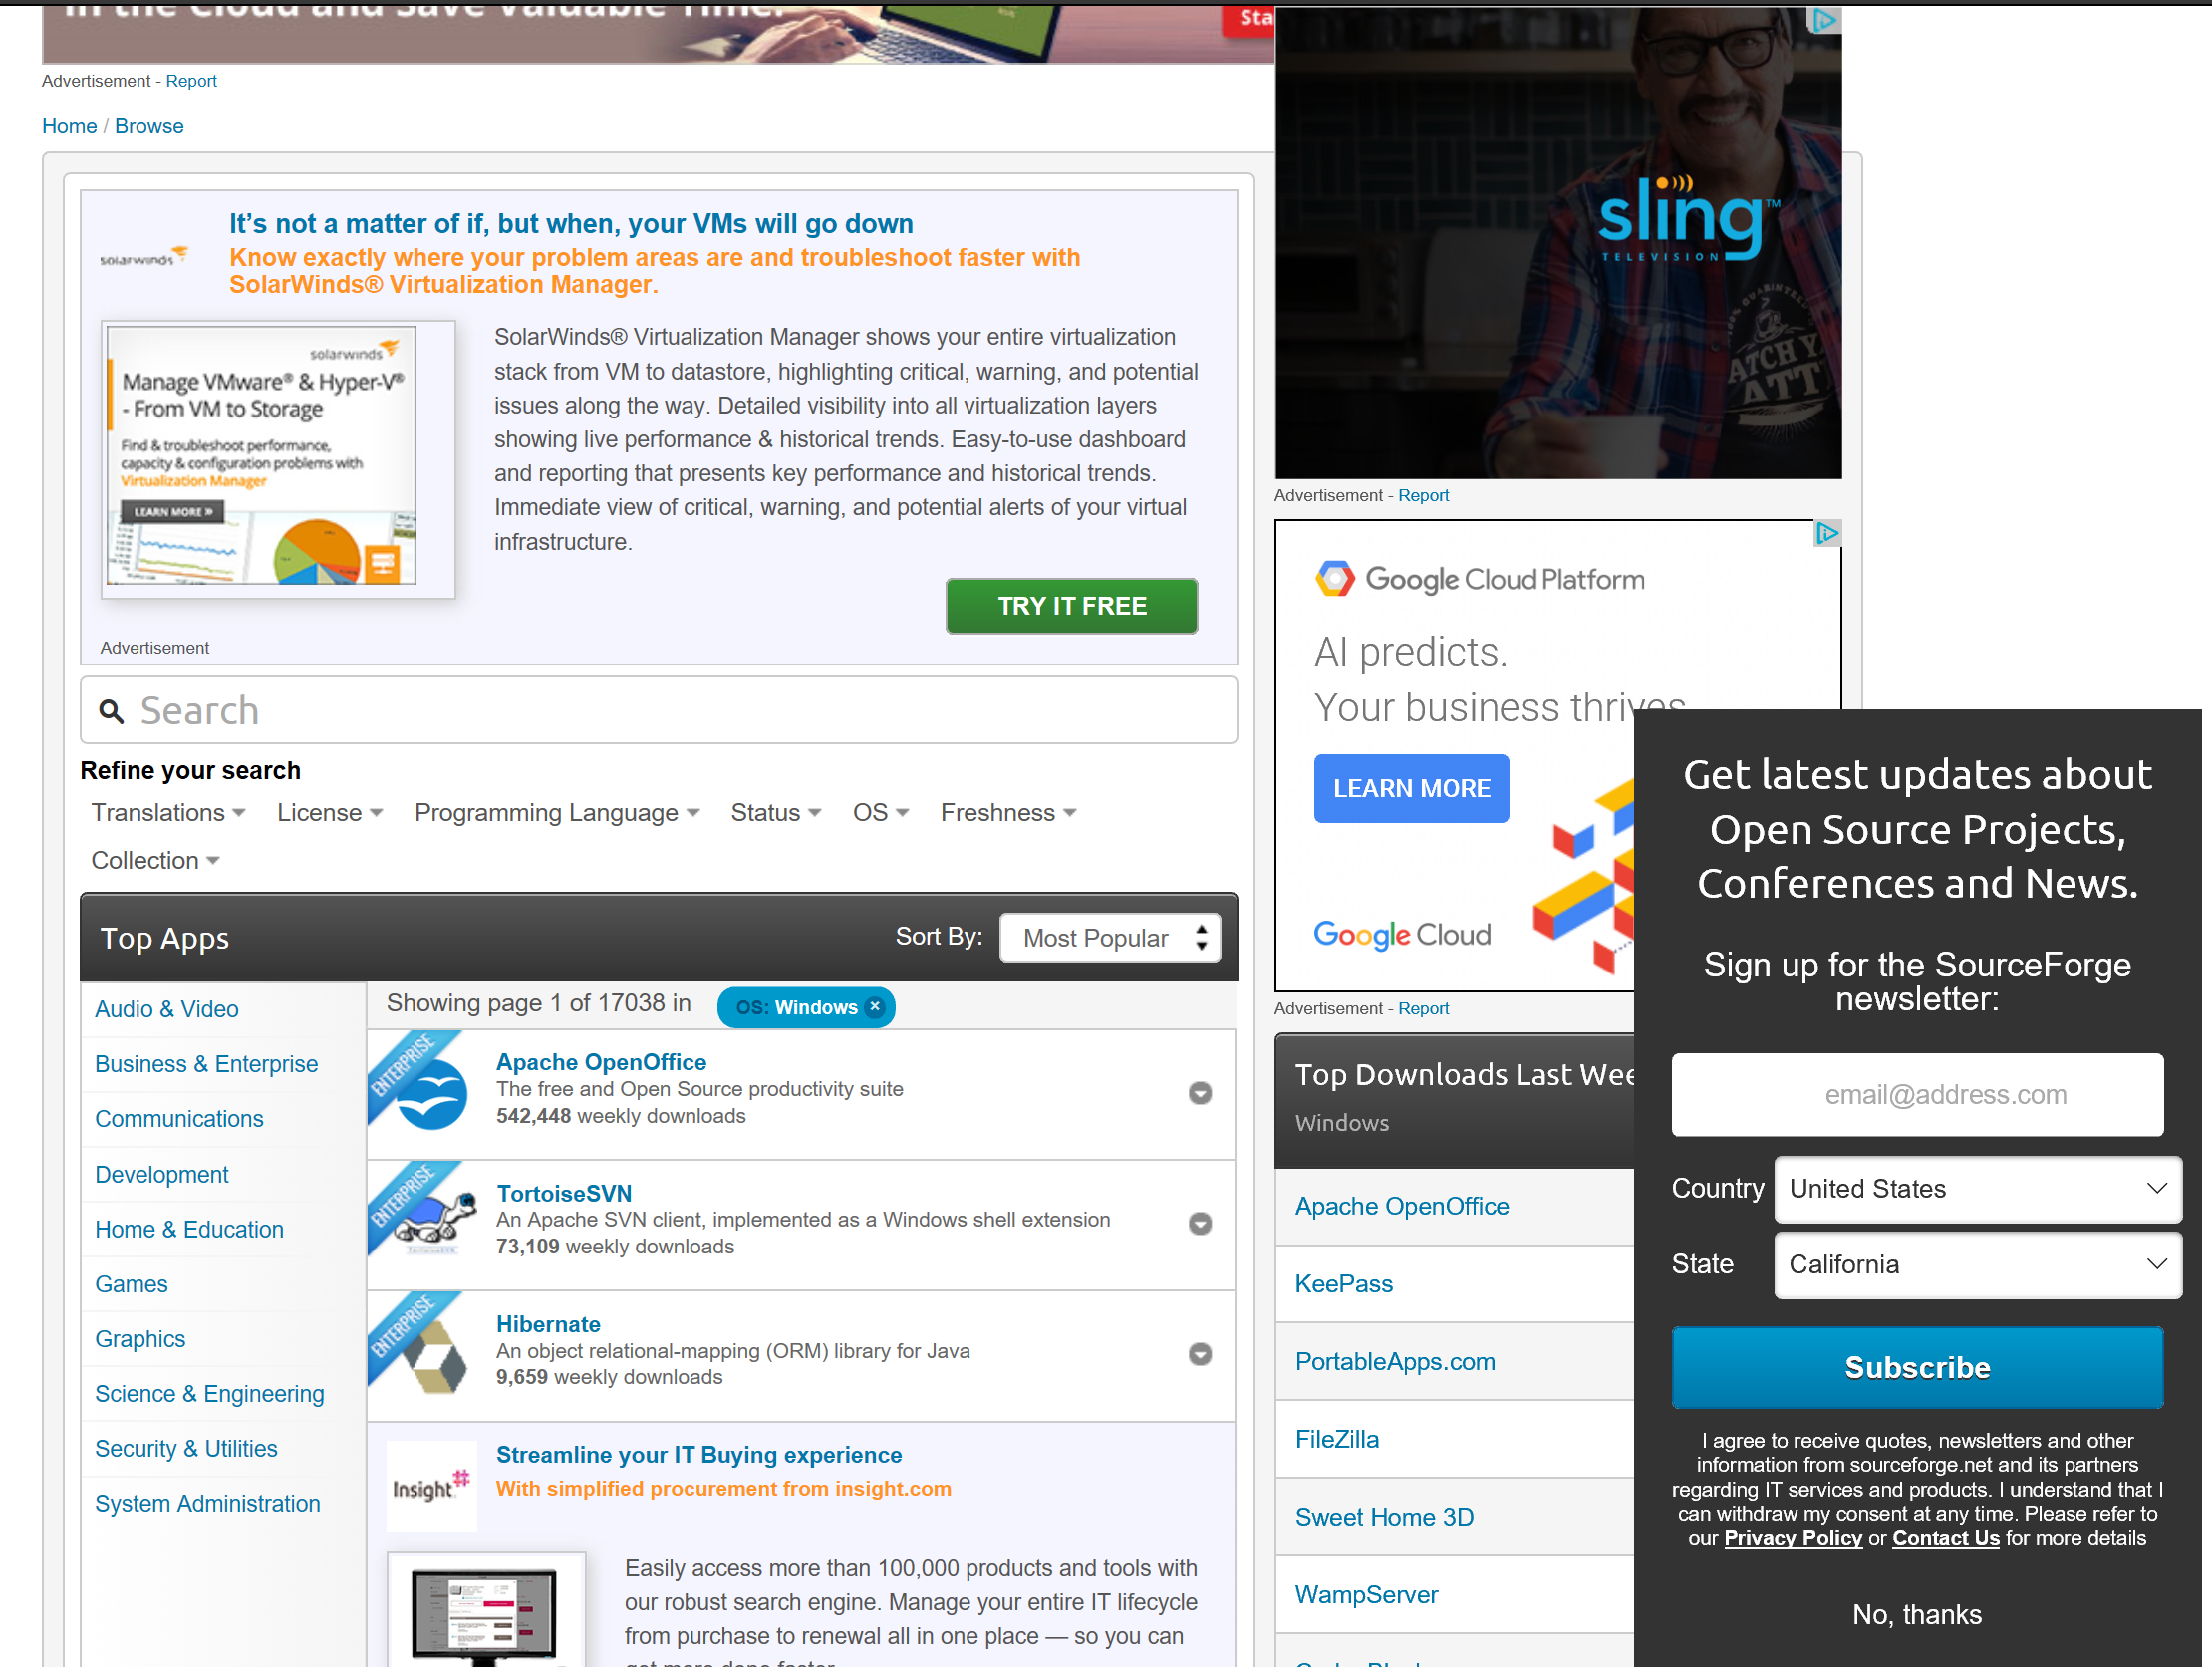 in the Cloud and Save Valuable Time.
Sta
Advertisement - Report
Home / Browse
solarwinds
It's not a matter of if, but when, your VMs will go down
Know exactly where your problem areas are and troubleshoot faster with
SolarWinds® Virtualization Manager.
solarwinds
Manage VMware® & Hyper-V®
- From VM to Storage
Find & troubleshoot performance,
capacity & configuration problems with
Virtualization Manager
LEARN MORE »
SolarWinds® Virtualization Manager shows your entire virtualization
stack from VM to datastore, highlighting critical, warning, and potential
issues along the way. Detailed visibility into all virtualization layers
showing live performance & historical trends. Easy-to-use dashboard
and reporting that presents key performance and historical trends.
Immediate view of critical, warning, and potential alerts of your virtual
infrastructure.
TRY IT FREE
Advertisement
Search
Refine your search
Translations License Programming Language Status OS Freshness
Collection
Top Apps
Sort By: Most Popular
Audio & Video
Business & Enterprise
Communications
Development
Home & Education
Games
Graphics
Science & Engineering
Security & Utilities
System Administration
Showing page 1 of 17038 in OS: Windows ×
ENTERPRISE
Apache OpenOffice
The free and Open Source productivity suite
542,448 weekly downloads
ENTERPRISE
TortoiseSVN
An Apache SVN client, implemented as a Windows shell extension
73,109 weekly downloads
ENTERPRISE
Hibernate
An object relational-mapping (ORM) library for Java
9,659 weekly downloads
Insight
Streamline your IT Buying experience
With simplified procurement from insight.com
Easily access more than 100,000 products and tools with
our robust search engine. Manage your entire IT lifecycle
from purchase to renewal all in one place — so you can
get more done faster
sling™
TELEVISION
Advertisement - Report
Google Cloud Platform
AI predicts.
Your business thrives
LEARN MORE
Google Cloud
Advertisement - Report
Top Downloads Last Wee
Windows
Apache OpenOffice
KeePass
PortableApps.com
FileZilla
Sweet Home 3D
WampServer
Get latest updates about
Open Source Projects,
Conferences and News.
Sign up for the SourceForge
newsletter:
email@address.com
Country United States
State California
Subscribe
I agree to receive quotes, newsletters and other
information from sourceforge.net and its partners
regarding IT services and products. I understand that I
can withdraw my consent at any time. Please refer to
our Privacy Policy or Contact Us for more details
No, thanks